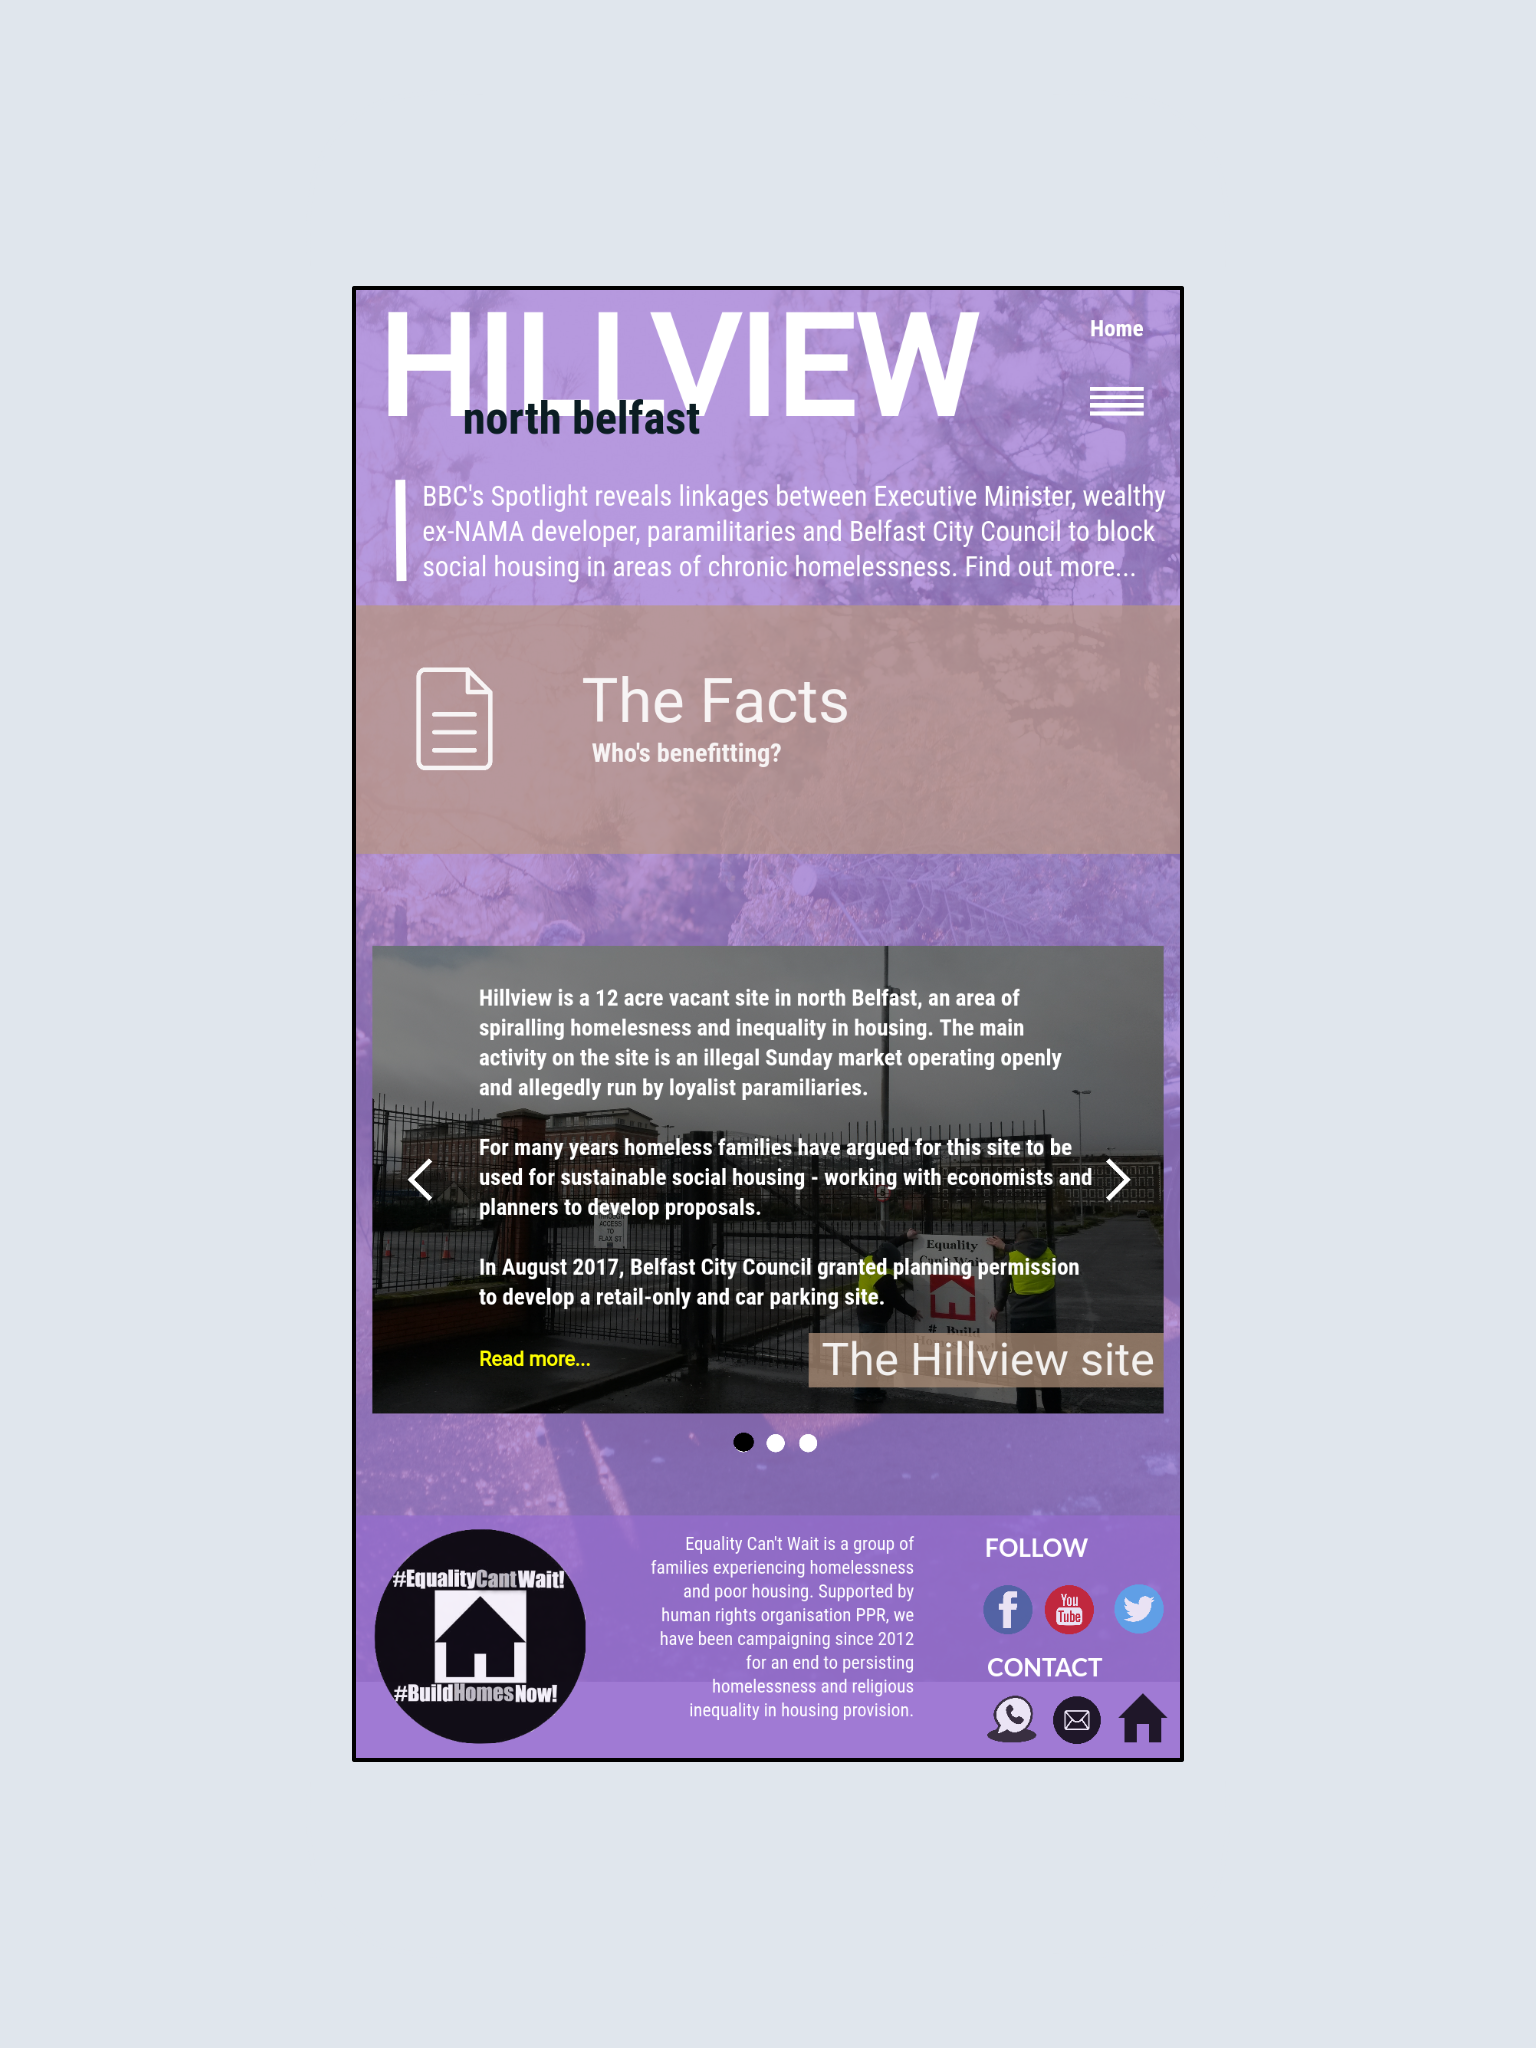 HILLVIEW
north belfast
Home
BBC's Spotlight reveals linkages between Executive Minister, wealthy
ex-NAMA developer, paramilitaries and Belfast City Council to block
social housing in areas of chronic homelessness. Find out more...
The Facts
Who's benefitting?
Hillview is a 12 acre vacant site in north Belfast, an area of
spiralling homelesness and inequality in housing. The main
activity on the site is an illegal Sunday market operating openly
and allegedly run by loyalist paramiliaries.
For many years homeless families have argued for this site to be
used for sustainable social housing - working with economists and
planners to develop proposals.
ACCESS
TO
FLAX ST
Equality
Can't Wait
In August 2017, Belfast City Council granted planning permission
to develop a retail-only and car parking site.
# Build
Read more...
The Hillview site
#EqualityCantWait!
#BuildHomesNow!
Equality Can't Wait is a group of
families experiencing homelessness
and poor housing. Supported by
human rights organisation PPR, we
have been campaigning since 2012
for an end to persisting
homelessness and religious
inequality in housing provision.
FOLLOW
You
Tube
CONTACT